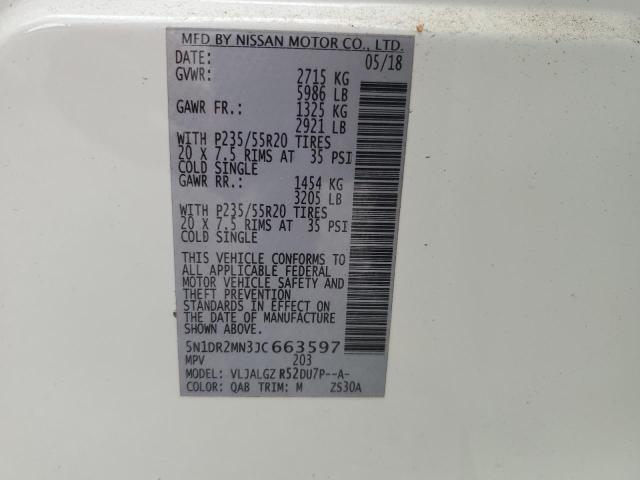 MFD BY NISSAN MOTOR CO., LTD.
DATE: 05/18
GVWR: 2715 KG
5986 LB
GAWR FR.: 1325 KG
2921 LB
WITH P235/55R20 TIRES
20 X 7.5 RIMS AT 35 PSI
COLD SINGLE
GAWR RR.: 1454 KG
3205 LB
WITH P235/55R20 TIRES
20 X 7.5 RIMS AT 35 PSI
COLD SINGLE
THIS VEHICLE CONFORMS TO
ALL APPLICABLE FEDERAL
MOTOR VEHICLE SAFETY AND
THEFT PREVENTION
STANDARDS IN EFFECT ON
THE DATE OF MANUFACTURE
SHOWN ABOVE.
5N1DR2MN3JC663597
MPV 203
MODEL: VLJALGZ R52DU7P--A-
COLOR: QAB TRIM: M ZS30A